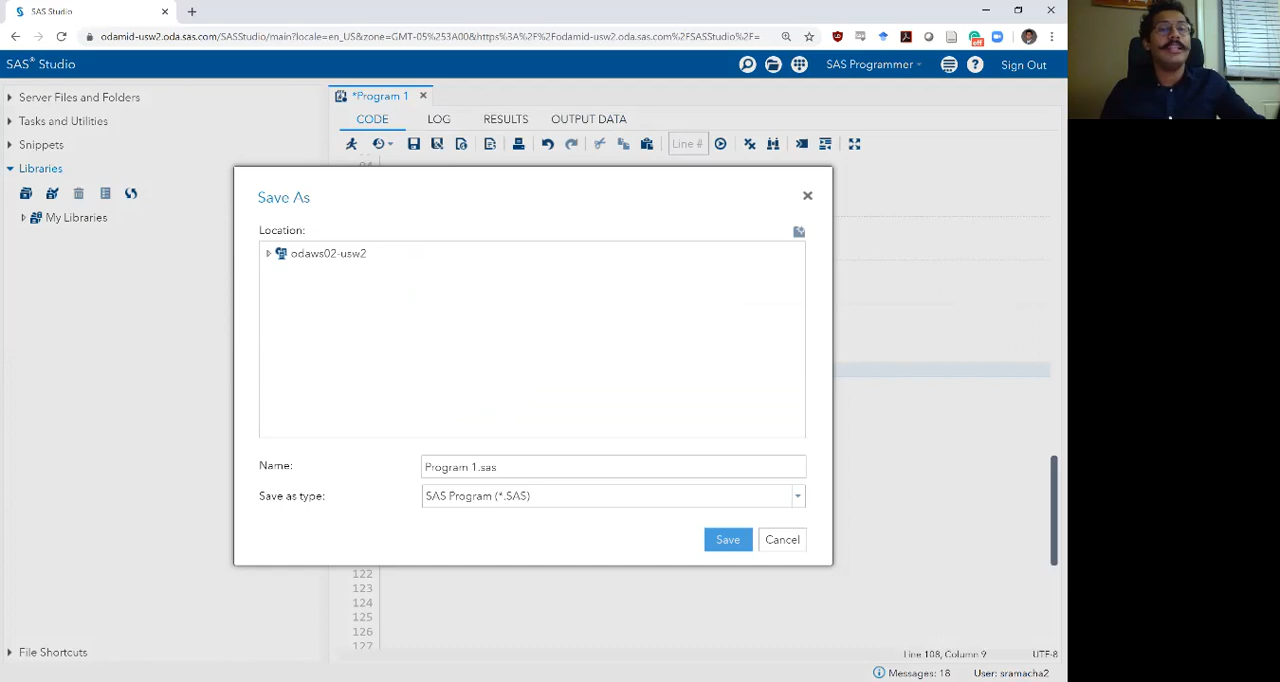 SAS Studio
odamid-usw2.oda.sas.com/SASStudio/main?locale=en_US&zone=GMT-05%253A00&https%3A%2F%2Fodamid-usw2.oda.sas.com%2FSASStudio%2F=
SAS® Studio
SAS Programmer
Sign Out
Server Files and Folders
Tasks and Utilities
Snippets
Libraries
My Libraries
File Shortcuts
*Program 1
CODE
LOG
RESULTS
OUTPUT DATA
Line #
Save As
Location:
odaws02-usw2
Name:
Program 1.sas
Save as type:
SAS Program (*.SAS)
Save
Cancel
122
123
124
125
126
127
Line 108, Column 9
UTF-8
Messages: 18
User: sramacha2